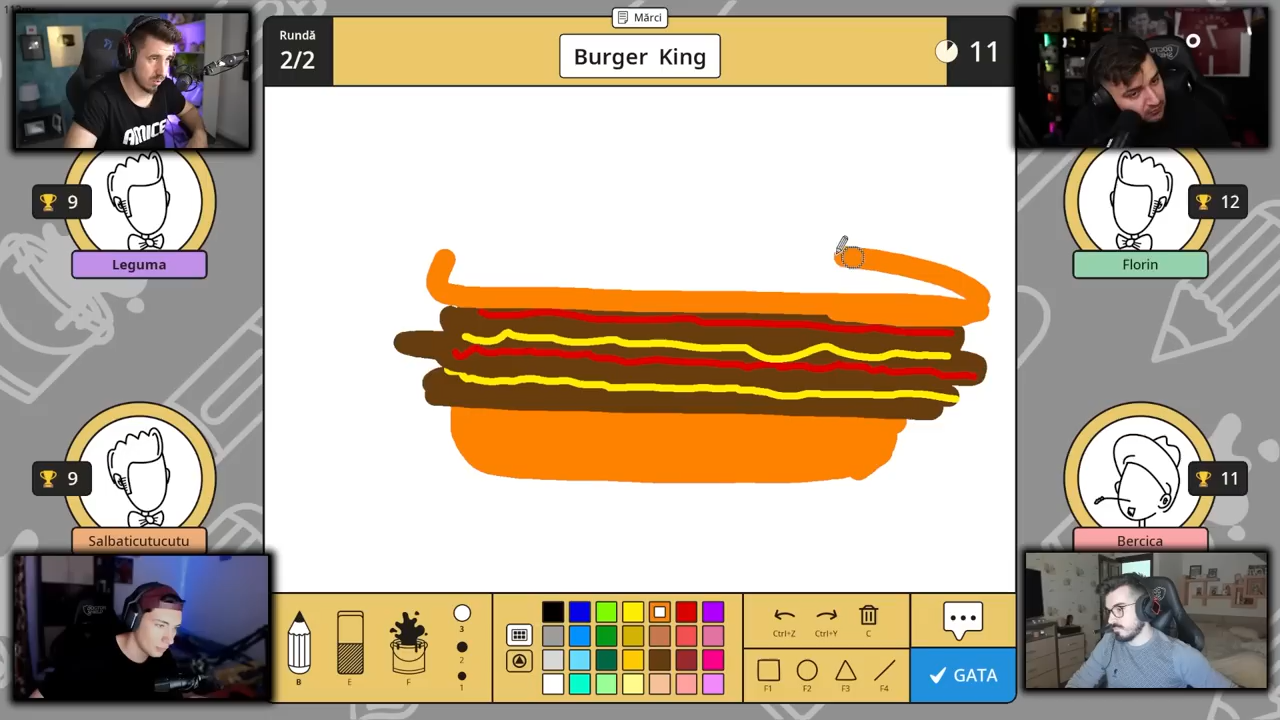 Mărci
Rundă
2/2
Burger King
11
AMICE
9
Leguma
12
Florin
9
Salbaticutucutu
11
Bercica
B
E
F
3
2
1
Ctrl+Z
Ctrl+Y
C
F1
F2
F3
F4
GATA